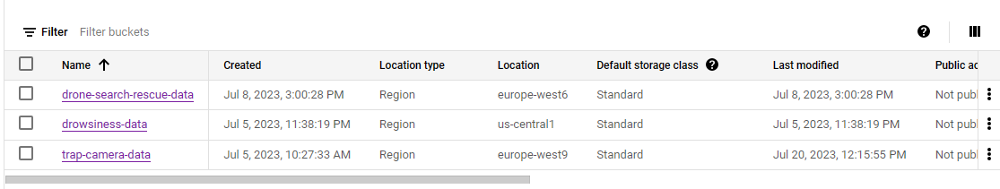 Filter Filter buckets
Name Created Location type Location Default storage class Last modified Public ac
drone-search-rescue-data Jul 8, 2023, 3:00:28 PM Region europe-west6 Standard Jul 8, 2023, 3:00:28 PM Not publ
drowsiness-data Jul 5, 2023, 11:38:19 PM Region us-central1 Standard Jul 5, 2023, 11:38:19 PM Not publ
trap-camera-data Jul 5, 2023, 10:27:33 AM Region europe-west9 Standard Jul 20, 2023, 12:15:55 PM Not publ